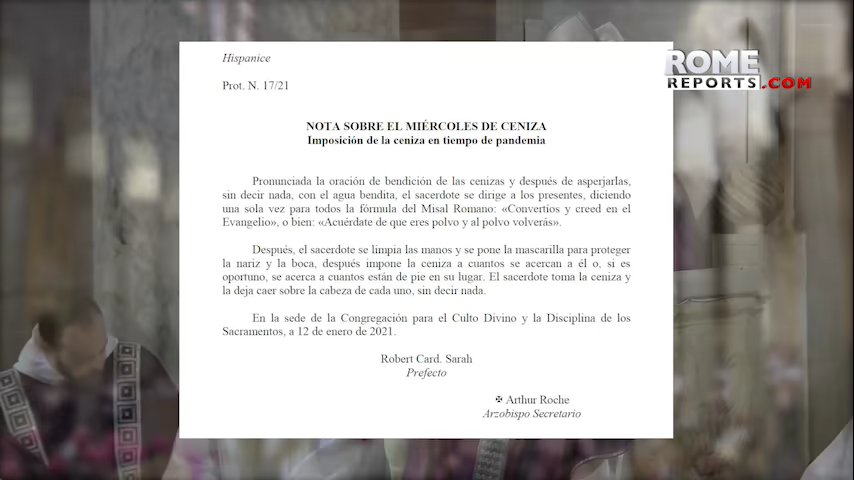 ROME
REPORTS.COM
Hispanice
Prot. N. 17/21
NOTA SOBRE EL MIÉRCOLES DE CENIZA
Imposición de la ceniza en tiempo de pandemia
Pronunciada la oración de bendición de las cenizas y después de asperjarlas,
sin decir nada, con el agua bendita, el sacerdote se dirige a los presentes, diciendo
una sola vez para todos la fórmula del Misal Romano: «Convertíos y creed en el
Evangelio», o bien: «Acuérdate de que eres polvo y al polvo volverás».
Después, el sacerdote se limpia las manos y se pone la mascarilla para proteger
la nariz y la boca, después impone la ceniza a cuantos se acercan a él o, si es
oportuno, se acerca a cuantos están de pie en su lugar. El sacerdote toma la ceniza y
la deja caer sobre la cabeza de cada uno, sin decir nada.
En la sede de la Congregación para el Culto Divino y la Disciplina de los
Sacramentos, a 12 de enero de 2021.
Robert Card. Sarah
Prefecto
✠ Arthur Roche
Arzobispo Secretario